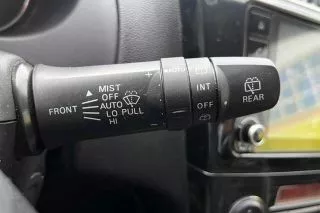 MIST
OFF
FRONT AUTO
LO PULL
HI
INT
OFF
REAR